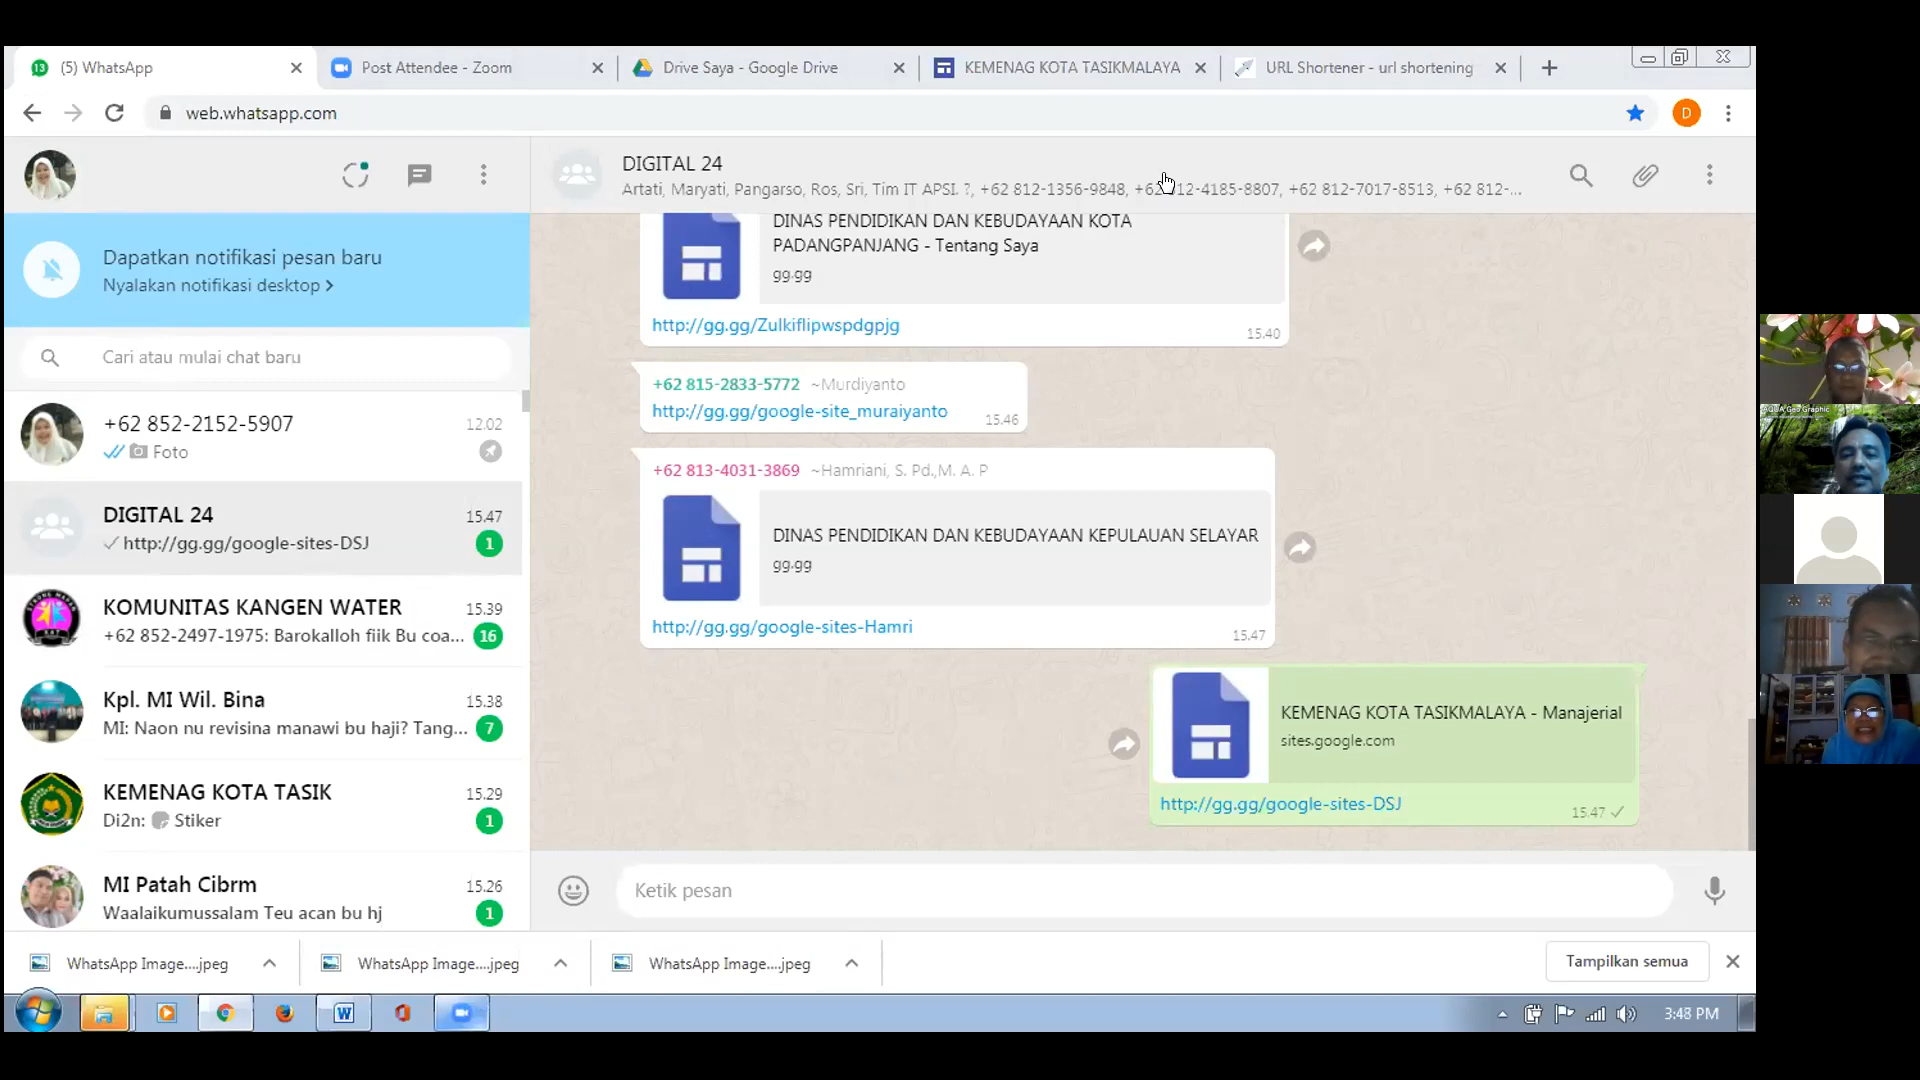 13 (5) WhatsApp
Post Attendee - Zoom
Drive Saya - Google Drive
KEMENAG KOTA TASIKMALAYA
URL Shortener - url shortening
web.whatsapp.com
D
Dapatkan notifikasi pesan baru
Nyalakan notifikasi desktop
Cari atau mulai chat baru
+62 852-2152-5907 12.02
Foto
DIGITAL 24 15.47
http://gg.gg/google-sites-DSJ 1
KOMUNITAS KANGEN WATER 15.39
+62 852-2497-1975: Barokalloh fiik Bu coa... 16
Kpl. MI Wil. Bina 15.38
MI: Naon nu revisina manawi bu haji? Tang... 7
KEMENAG KOTA TASIK 15.29
Di2n: Stiker 1
MI Patah Cibrm 15.26
Waalaikumussalam Teu acan bu hj 1
DIGITAL 24
Artati, Maryati, Pangarso, Ros, Sri, Tim IT APSI. ?, +62 812-1356-9848, +62 812-4185-8807, +62 812-7017-8513, +62 812-...
DINAS PENDIDIKAN DAN KEBUDAYAAN KOTA
PADANGPANJANG - Tentang Saya
gg.gg
http://gg.gg/Zulkiflipwspdgpjg 15.40
+62 815-2833-5772 ~Murdiyanto
http://gg.gg/google-site_muraiyanto 15.46
+62 813-4031-3869 ~Hamriani, S. Pd.,M. A. P
DINAS PENDIDIKAN DAN KEBUDAYAAN KEPULAUAN SELAYAR
gg.gg
http://gg.gg/google-sites-Hamri 15.47
KEMENAG KOTA TASIKMALAYA - Manajerial
sites.google.com
http://gg.gg/google-sites-DSJ 15.47
Ketik pesan
AQUA Geo Graphic
WhatsApp Image....jpeg
WhatsApp Image....jpeg
WhatsApp Image....jpeg
Tampilkan semua
3:48 PM